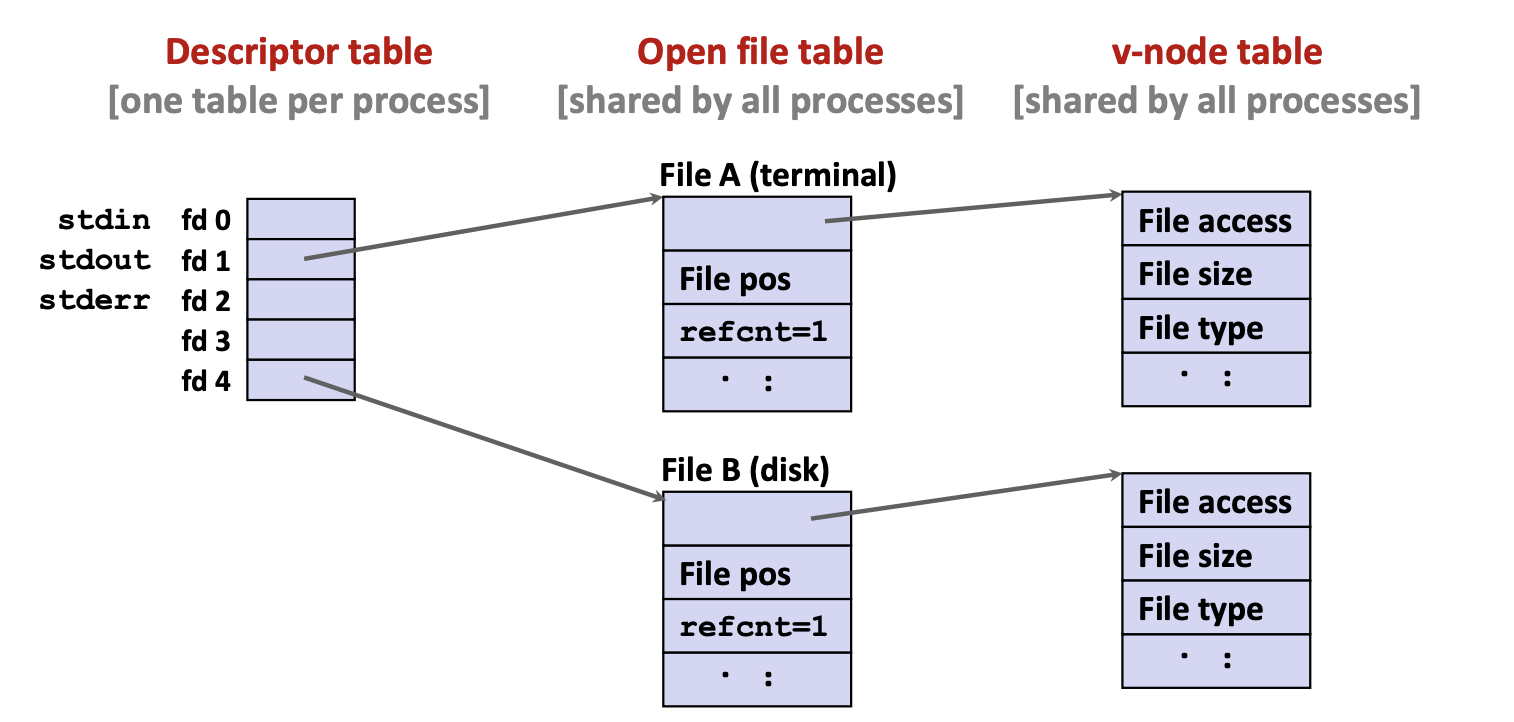 Descriptor table
[one table per process]
Open file table
[shared by all processes]
v-node table
[shared by all processes]
stdin fd 0
stdout fd 1
stderr fd 2
fd 3
fd 4
File A (terminal)
File pos
refcnt=1
File access
File size
File type
File B (disk)
File pos
refcnt=1
File access
File size
File type